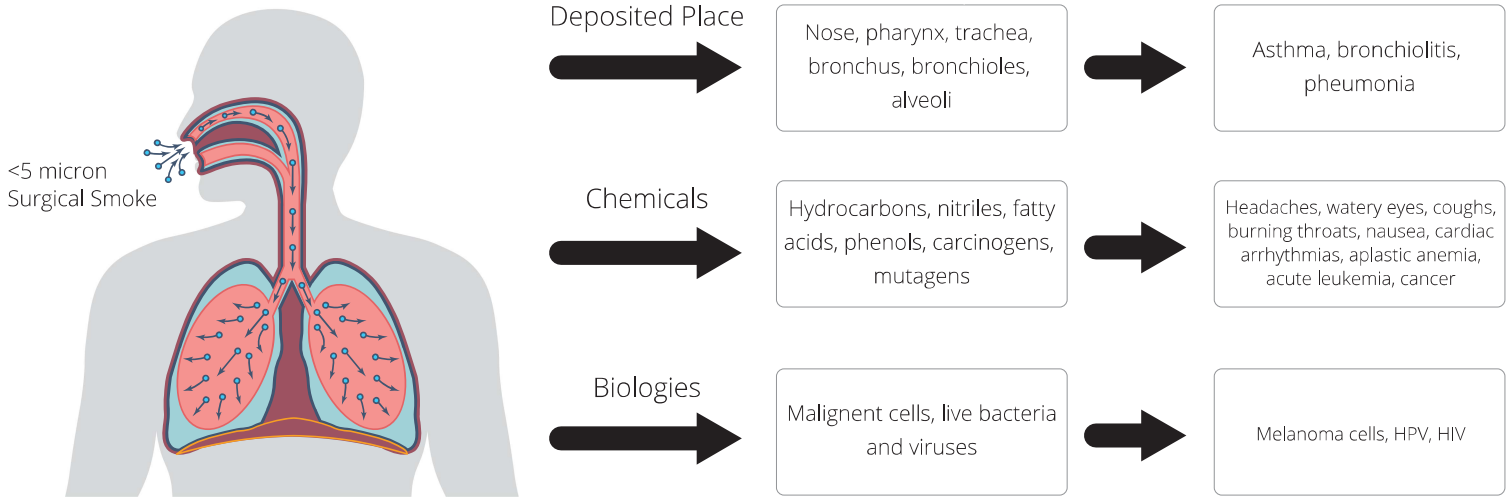 <5 micron
Surgical Smoke
Deposited Place
Nose, pharynx, trachea,
bronchus, bronchioles,
alveoli
Asthma, bronchiolitis,
pheumonia
Chemicals
Hydrocarbons, nitriles, fatty
acids, phenols, carcinogens,
mutagens
Headaches, watery eyes, coughs,
burning throats, nausea, cardiac
arrhythmias, aplastic anemia,
acute leukemia, cancer
Biologies
Malignent cells, live bacteria
and viruses
Melanoma cells, HPV, HIV